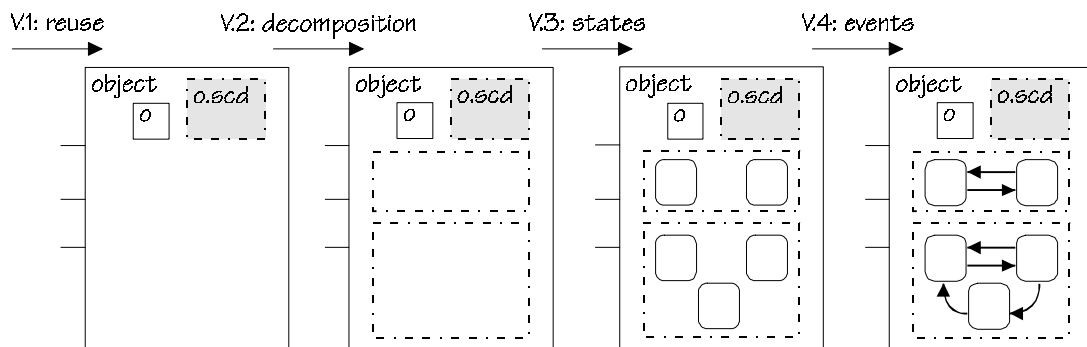 V.1: reuse
V.2: decomposition
V.3: states
V.4: events
object
o
o.scd
object
o
o.scd
object
o
o.scd
object
o
o.scd